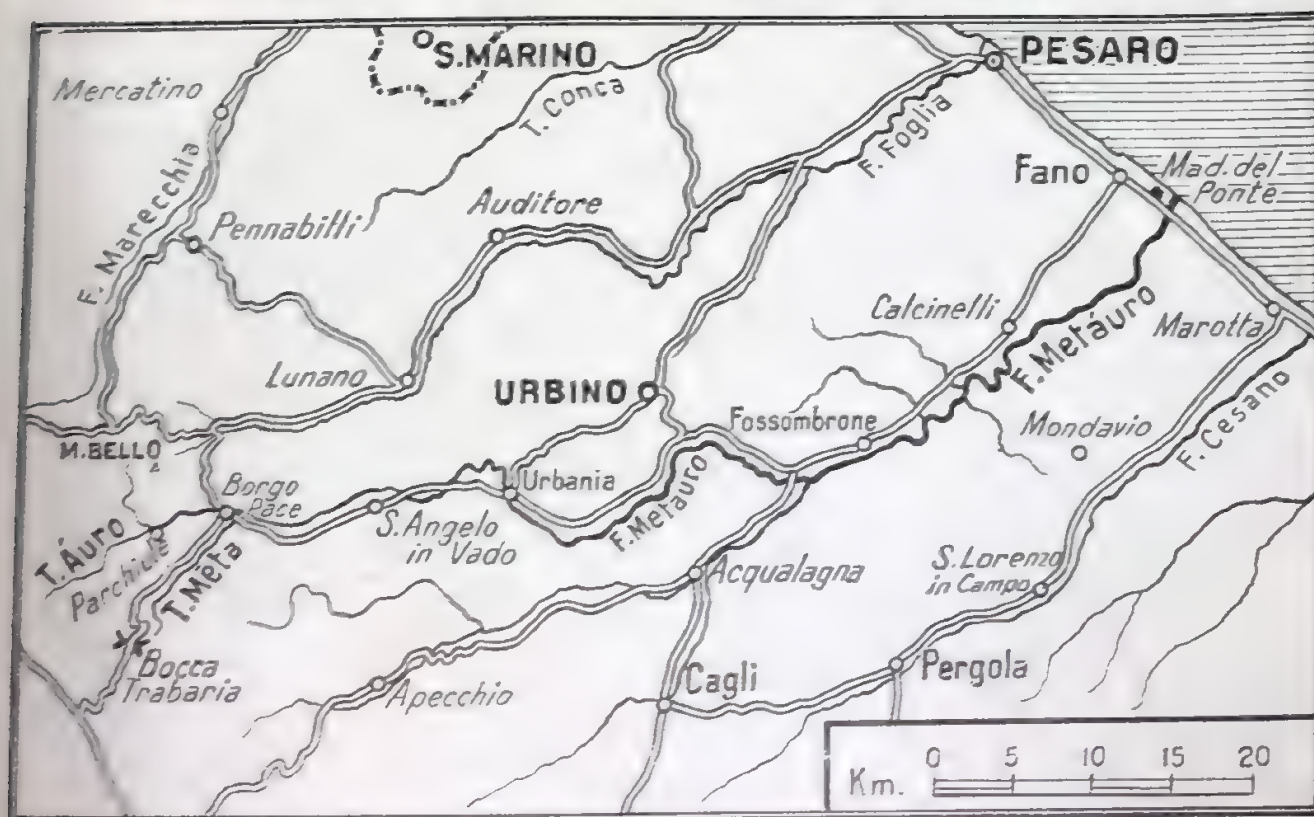 S. MARINO
PESARO
Mercatino
T. Conca
F. Foglia
Fano
Mad. del
Ponte
F. Marecchia
Pennabilli
Auditore
Calcinelli
F. Metáuro
Marotta
Lunano
URBINO
Fossombrone
Mondavio
F. Cesano
M. BELLO
Borgo
Pace
Urbania
F. Metauro
S. Angelo
in Vado
T. Áuro
Parchiule
T. Meta
Acqualagna
S. Lorenzo
in Campo
Bocca
Trabaria
Apecchio
Cagli
Pergola
Km.
0 5 10 15 20